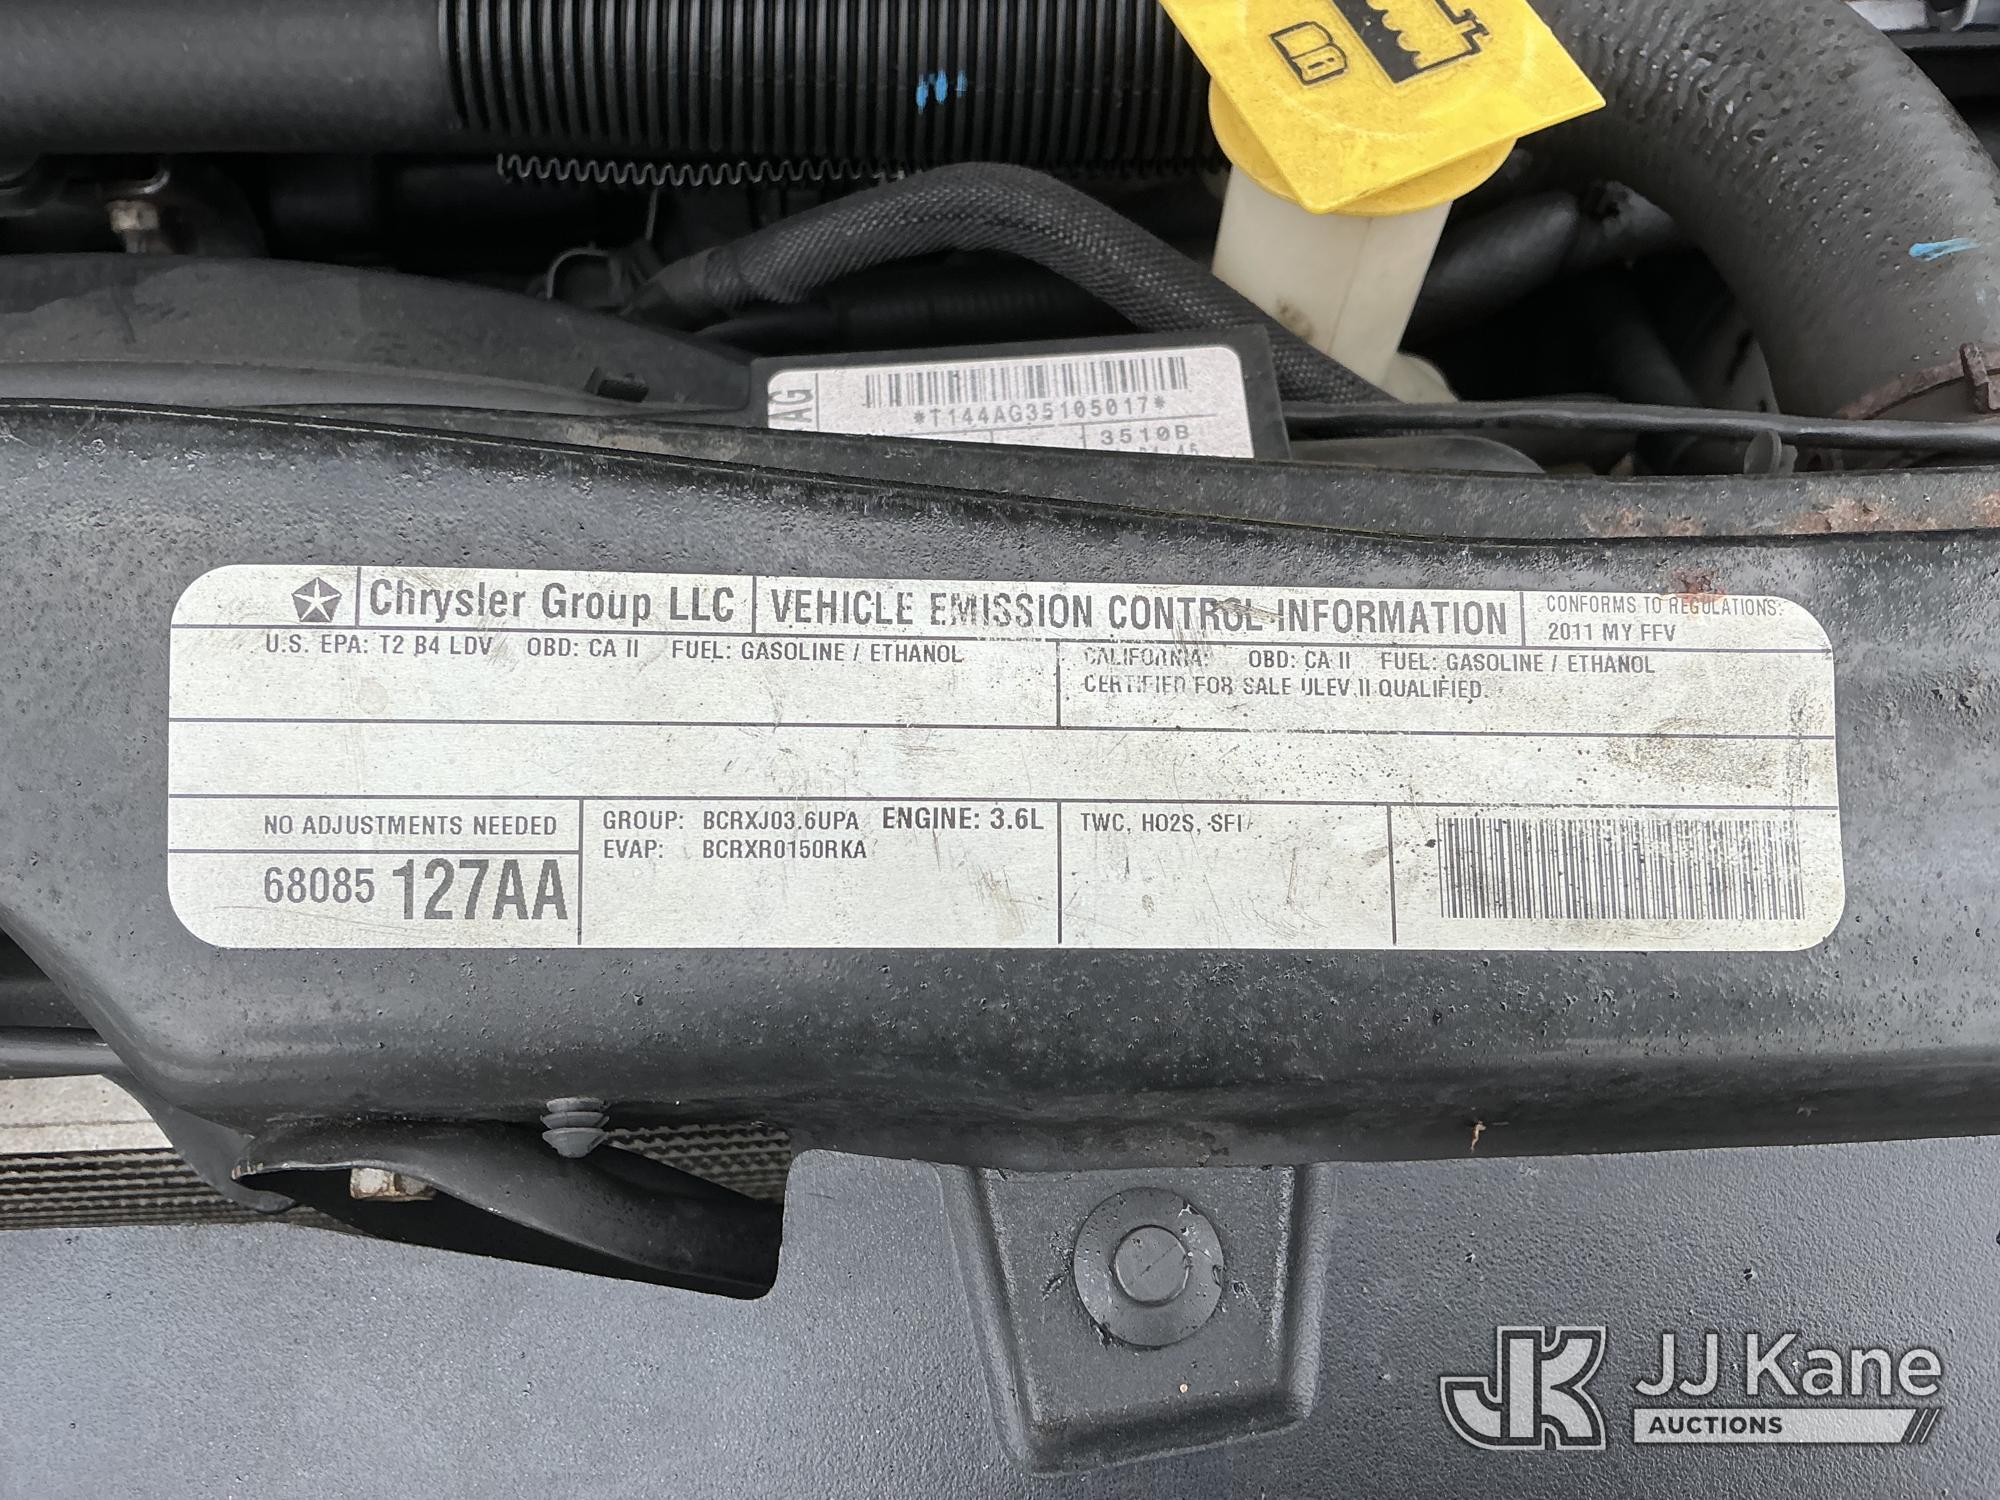 AG
*T144AG35105017*
3510B
Chrysler Group LLC
VEHICLE EMISSION CONTROL INFORMATION
CONFORMS TO REGULATIONS:
2011 MY FFV
U.S. EPA: T2 B4 LDV OBD: CA II FUEL: GASOLINE / ETHANOL
CALIFORNIA: OBD: CA II FUEL: GASOLINE / ETHANOL
CERTIFIED FOR SALE ULEV II QUALIFIED.
NO ADJUSTMENTS NEEDED
68085 127AA
GROUP: BCRXJ03.6UPA ENGINE: 3.6L
EVAP: BCRXR0150RKA
TWC, HO2S, SFI
JK
JJ Kane
AUCTIONS